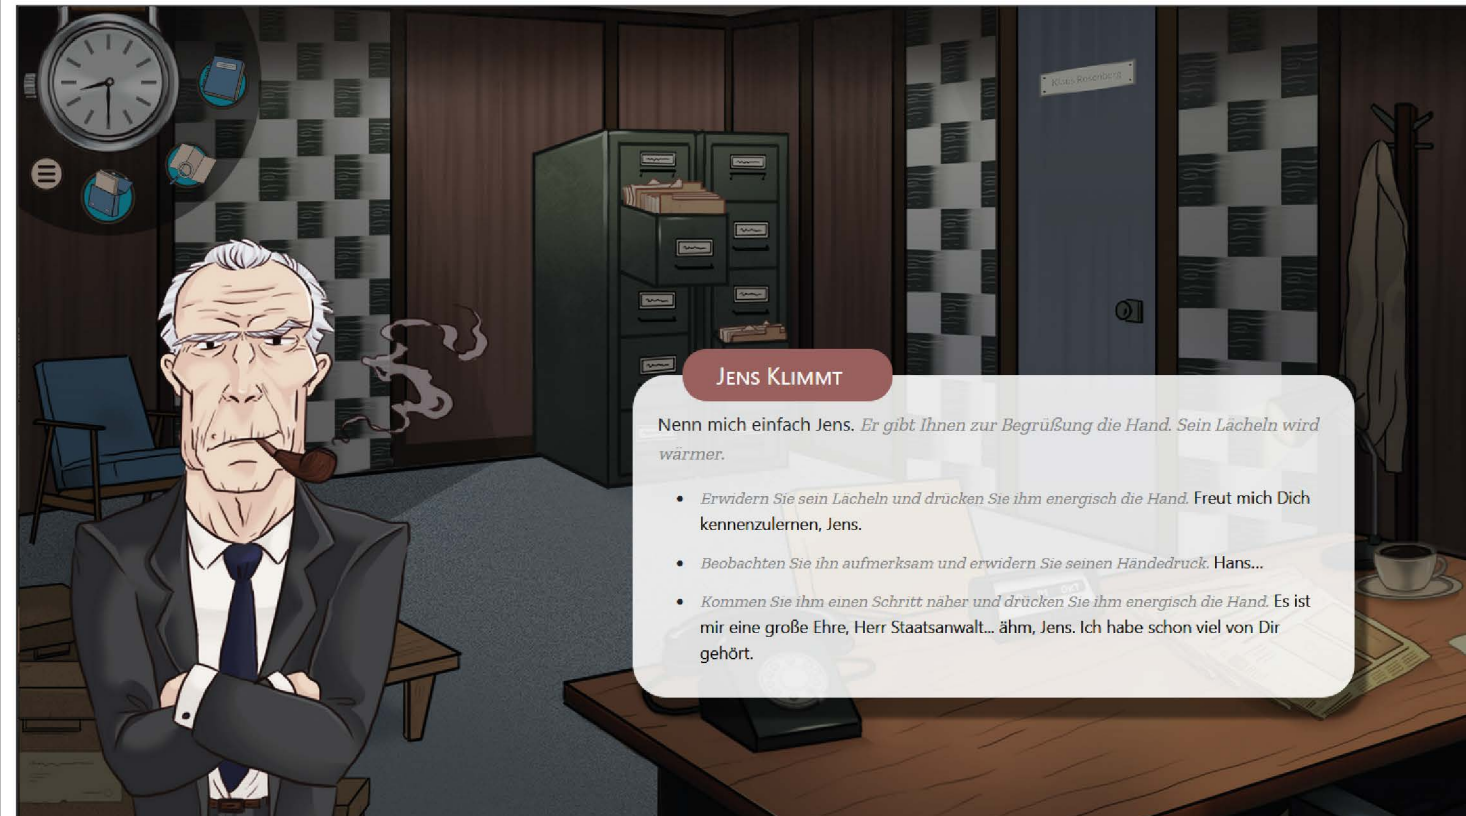 Klaus Rosenberg
Jens Klimmt
Nenn mich einfach Jens. Er gibt Ihnen zur Begrüßung die Hand. Sein Lächeln wird
wärmer.
• Erwidern Sie sein Lächeln und drücken Sie ihm energisch die Hand. Freut mich Dich
kennenzulernen, Jens.
• Beobachten Sie ihn aufmerksam und erwidern Sie seinen Händedruck. Hans...
• Kommen Sie ihm einen Schritt näher und drücken Sie ihm energisch die Hand. Es ist
mir eine große Ehre, Herr Staatsanwalt... ähm, Jens. Ich habe schon viel von Dir
gehört.